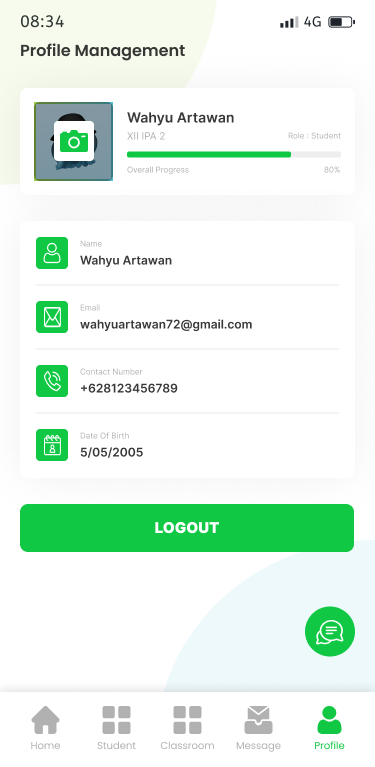 08:34
4G
Profile Management
Wahyu Artawan
XII IPA 2
Role : Student
Overall Progress
80%
Name
Wahyu Artawan
Email
wahyuartawan72@gmail.com
Contact Number
+628123456789
Date Of Birth
5/05/2005
LOGOUT
Home
Student
Classroom
Message
Profile